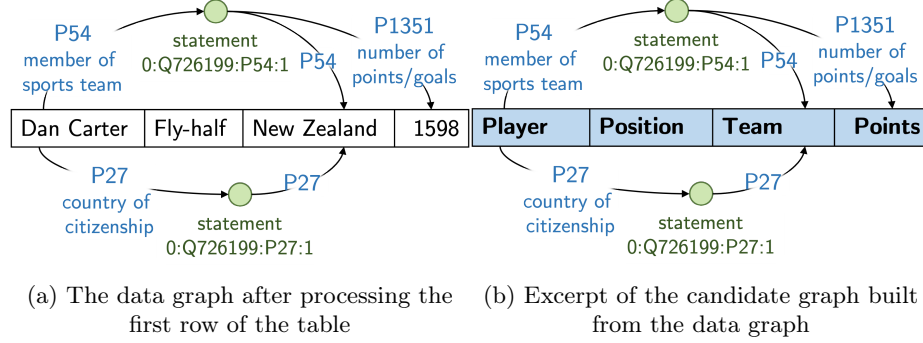 P54
member of
sports team
statement
0:Q726199:P54:1
P54
P1351
number of
points/goals
Dan Carter
Fly-half
New Zealand
1598
P27
country of
citizenship
P27
statement
0:Q726199:P27:1
(a) The data graph after processing the
first row of the table
P54
member of
sports team
statement
0:Q726199:P54:1
P54
P1351
number of
points/goals
Player
Position
Team
Points
P27
country of
citizenship
P27
statement
0:Q726199:P27:1
(b) Excerpt of the candidate graph built
from the data graph